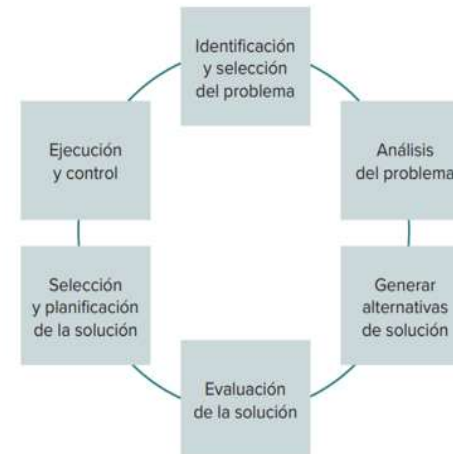 Identificación
y selección
del problema
Análisis
del problema
Generar
alternativas
de solución
Evaluación
de la solución
Selección
y planificación
de la solución
Ejecución
y control